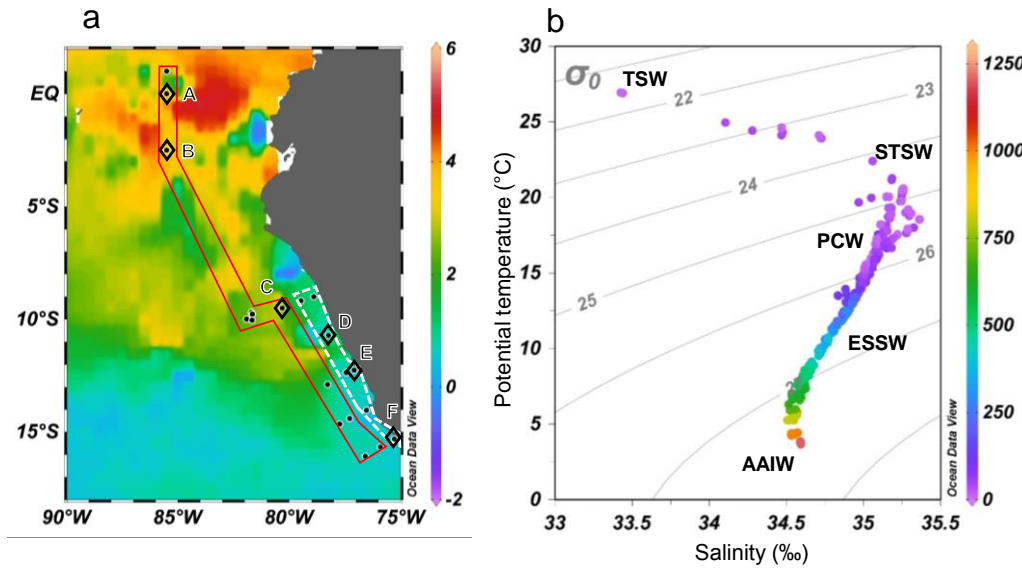 a
EQ
5°S
10°S
15°S
90°W
85°W
80°W
75°W
A
B
C
D
E
F
6
4
2
0
-2
Ocean Data View
b
σ₀
Potential temperature (°C)
30
25
20
15
10
5
0
33
33.5
34
34.5
35
35.5
Salinity (‰)
22
23
24
25
26
TSW
STSW
PCW
ESSW
AAIW
1250
1000
750
500
250
0
Ocean Data View